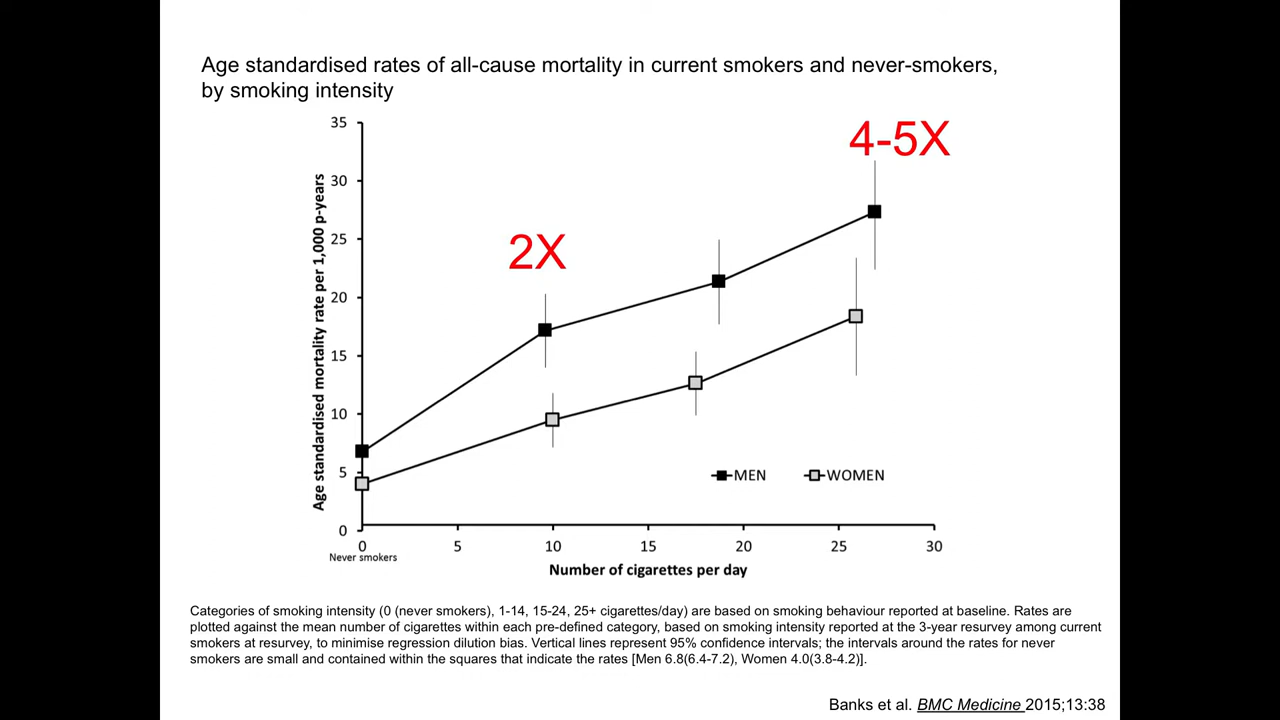 Age standardised rates of all-cause mortality in current smokers and never-smokers,
by smoking intensity
35
30
25
20
15
10
5
0
Age standardised mortality rate per 1,000 p-years
2X
4-5X
MEN
WOMEN
0
5
10
15
20
25
30
Never smokers
Number of cigarettes per day
Categories of smoking intensity (0 (never smokers), 1-14, 15-24, 25+ cigarettes/day) are based on smoking behaviour reported at baseline. Rates are
plotted against the mean number of cigarettes within each pre-defined category, based on smoking intensity reported at the 3-year resurvey among current
smokers at resurvey, to minimise regression dilution bias. Vertical lines represent 95% confidence intervals; the intervals around the rates for never
smokers are small and contained within the squares that indicate the rates [Men 6.8(6.4-7.2), Women 4.0(3.8-4.2)].
Banks et al. BMC Medicine 2015;13:38